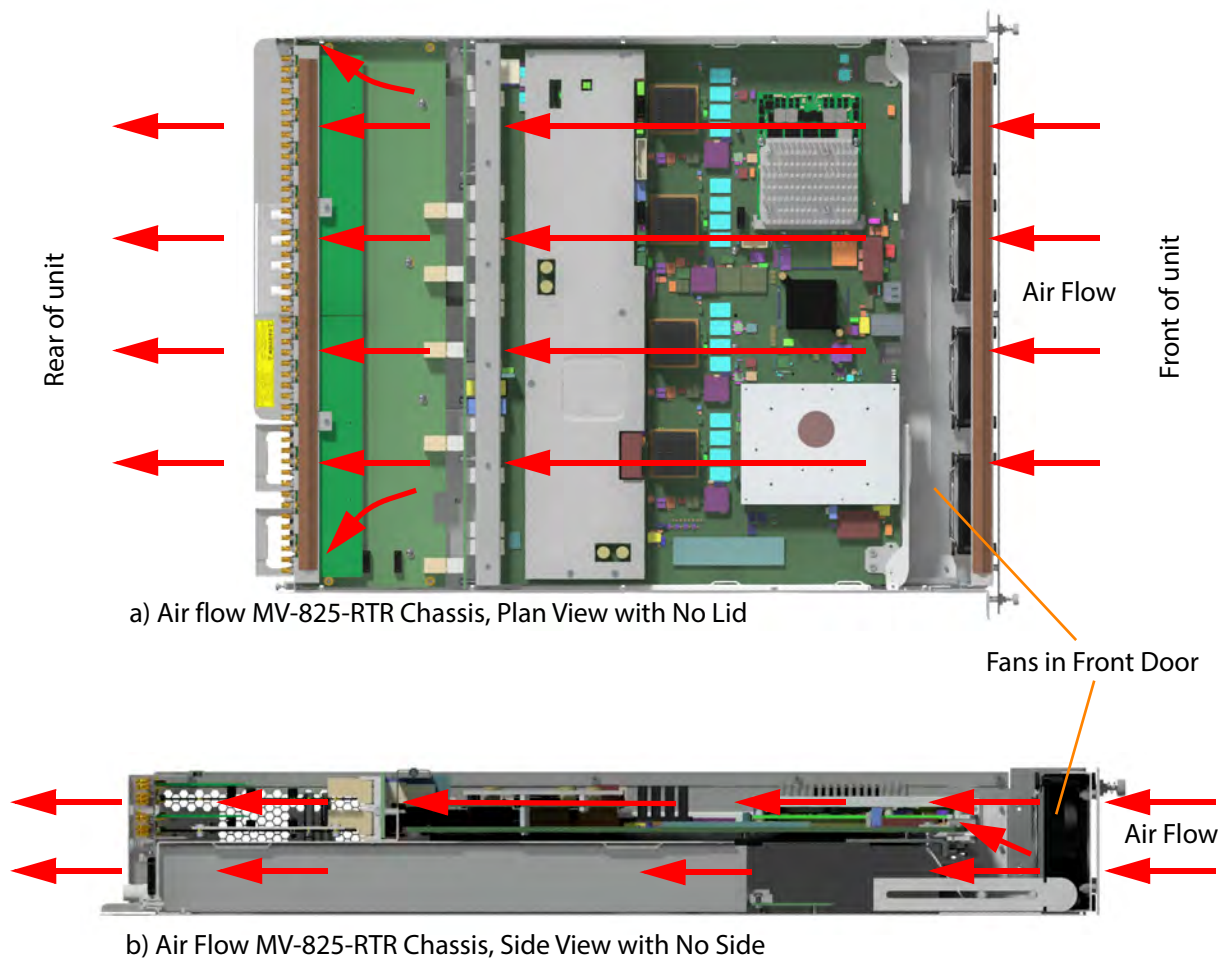 Rear of unit
Air Flow
Front of unit
a) Air flow MV-825-RTR Chassis, Plan View with No Lid
Fans in Front Door
Air Flow
b) Air Flow MV-825-RTR Chassis, Side View with No Side